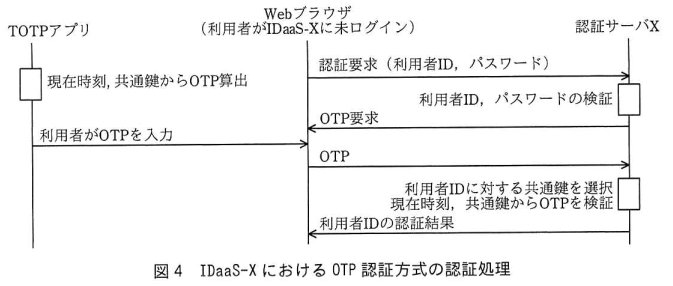 TOTPアプリ
Webブラウザ
(利用者がIDaaS-Xに未ログイン)
認証サーバX
認証要求(利用者ID, パスワード)
現在時刻, 共通鍵からOTP算出
利用者ID, パスワードの検証
OTP要求
利用者がOTPを入力
OTP
利用者IDに対する共通鍵を選択
現在時刻, 共通鍵からOTPを検証
利用者IDの認証結果
図4 IDaaS-X における OTP 認証方式の認証処理